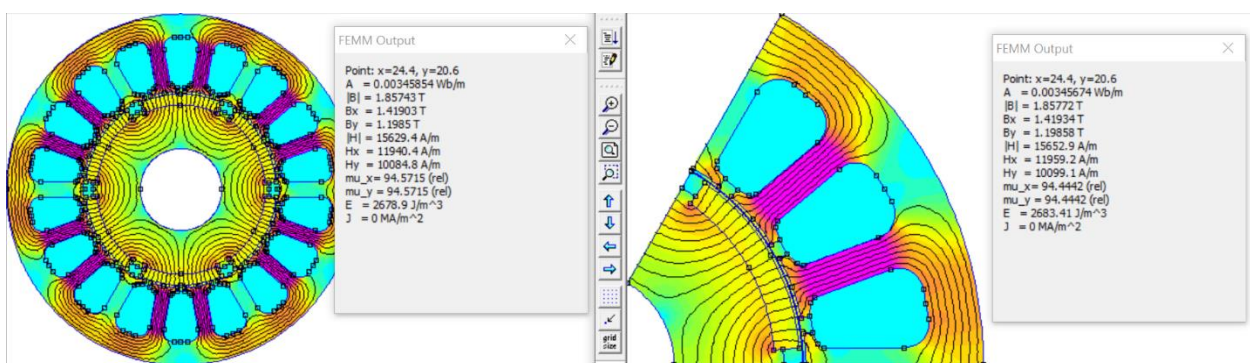 FEMM Output
Point: x=24.4, y=20.6
A = 0.00345854 Wb/m
|B| = 1.85743 T
Bx = 1.41903 T
By = 1.1985 T
|H| = 15629.4 A/m
Hx = 11940.4 A/m
Hy = 10084.8 A/m
mu_x= 94.5715 (rel)
mu_y= 94.5715 (rel)
E = 2678.9 J/m^3
J = 0 MA/m^2
grid
size
FEMM Output
Point: x=24.4, y=20.6
A = 0.00345674 Wb/m
|B| = 1.85772 T
Bx = 1.41934 T
By = 1.19858 T
|H| = 15652.9 A/m
Hx = 11959.2 A/m
Hy = 10099.1 A/m
mu_x= 94.4442 (rel)
mu_y= 94.4442 (rel)
E = 2683.41 J/m^3
J = 0 MA/m^2